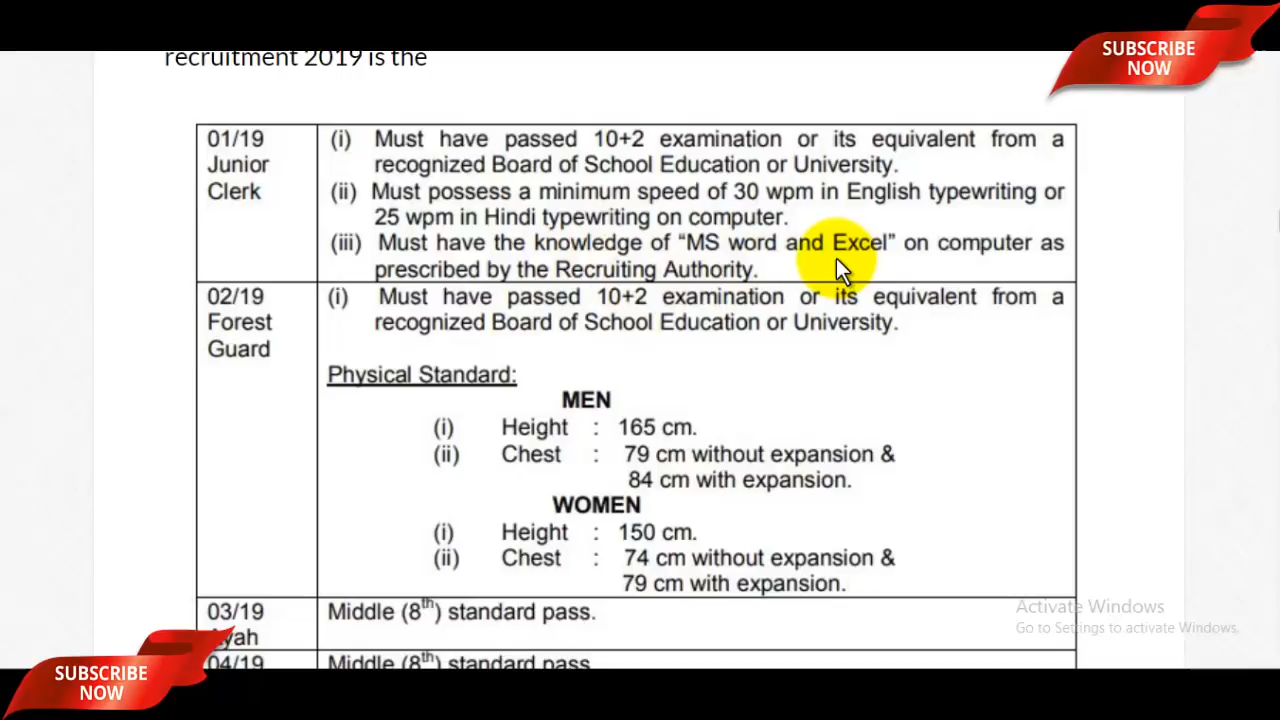 recruitment 2019 is the
SUBSCRIBE
NOW
01/19
Junior
Clerk
(i) Must have passed 10+2 examination or its equivalent from a
recognized Board of School Education or University.
(ii) Must possess a minimum speed of 30 wpm in English typewriting or
25 wpm in Hindi typewriting on computer.
(iii) Must have the knowledge of “MS word and Excel” on computer as
prescribed by the Recruiting Authority.
02/19
Forest
Guard
(i) Must have passed 10+2 examination or its equivalent from a
recognized Board of School Education or University.
Physical Standard:
MEN
(i) Height : 165 cm.
(ii) Chest : 79 cm without expansion &
84 cm with expansion.
WOMEN
(i) Height : 150 cm.
(ii) Chest : 74 cm without expansion &
79 cm with expansion.
03/19
Ayah
Middle (8th) standard pass.
04/19
Middle (8th) standard pass
Activate Windows
Go to Settings to activate Windows.
SUBSCRIBE
NOW